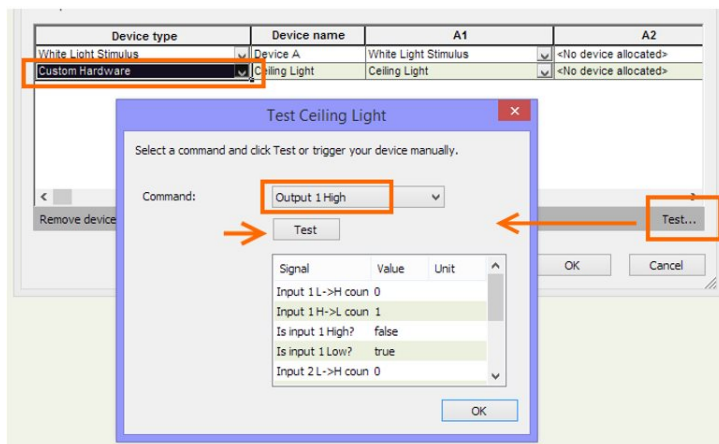 Device type Device name A1 A2
White Light Stimulus Device A White Light Stimulus <No device allocated>
Custom Hardware Ceiling Light Ceiling Light <No device allocated>
Test Ceiling Light
Select a command and click Test or trigger your device manually.
Command: Output 1 High
Remove device Test...
Test
OK Cancel
Signal Value Unit
Input 1 L->H coun 0
Input 1 H->L coun 1
Is input 1 High? false
Is input 1 Low? true
Input 2 L->H coun 0
OK